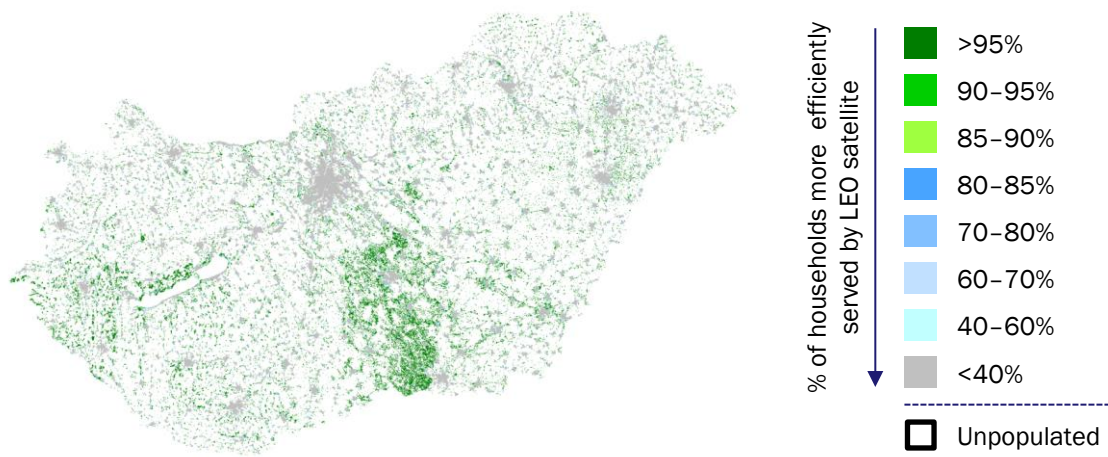 % of households more efficiently
served by LEO satellite
>95%
90–95%
85–90%
80–85%
70–80%
60–70%
40–60%
<40%
Unpopulated